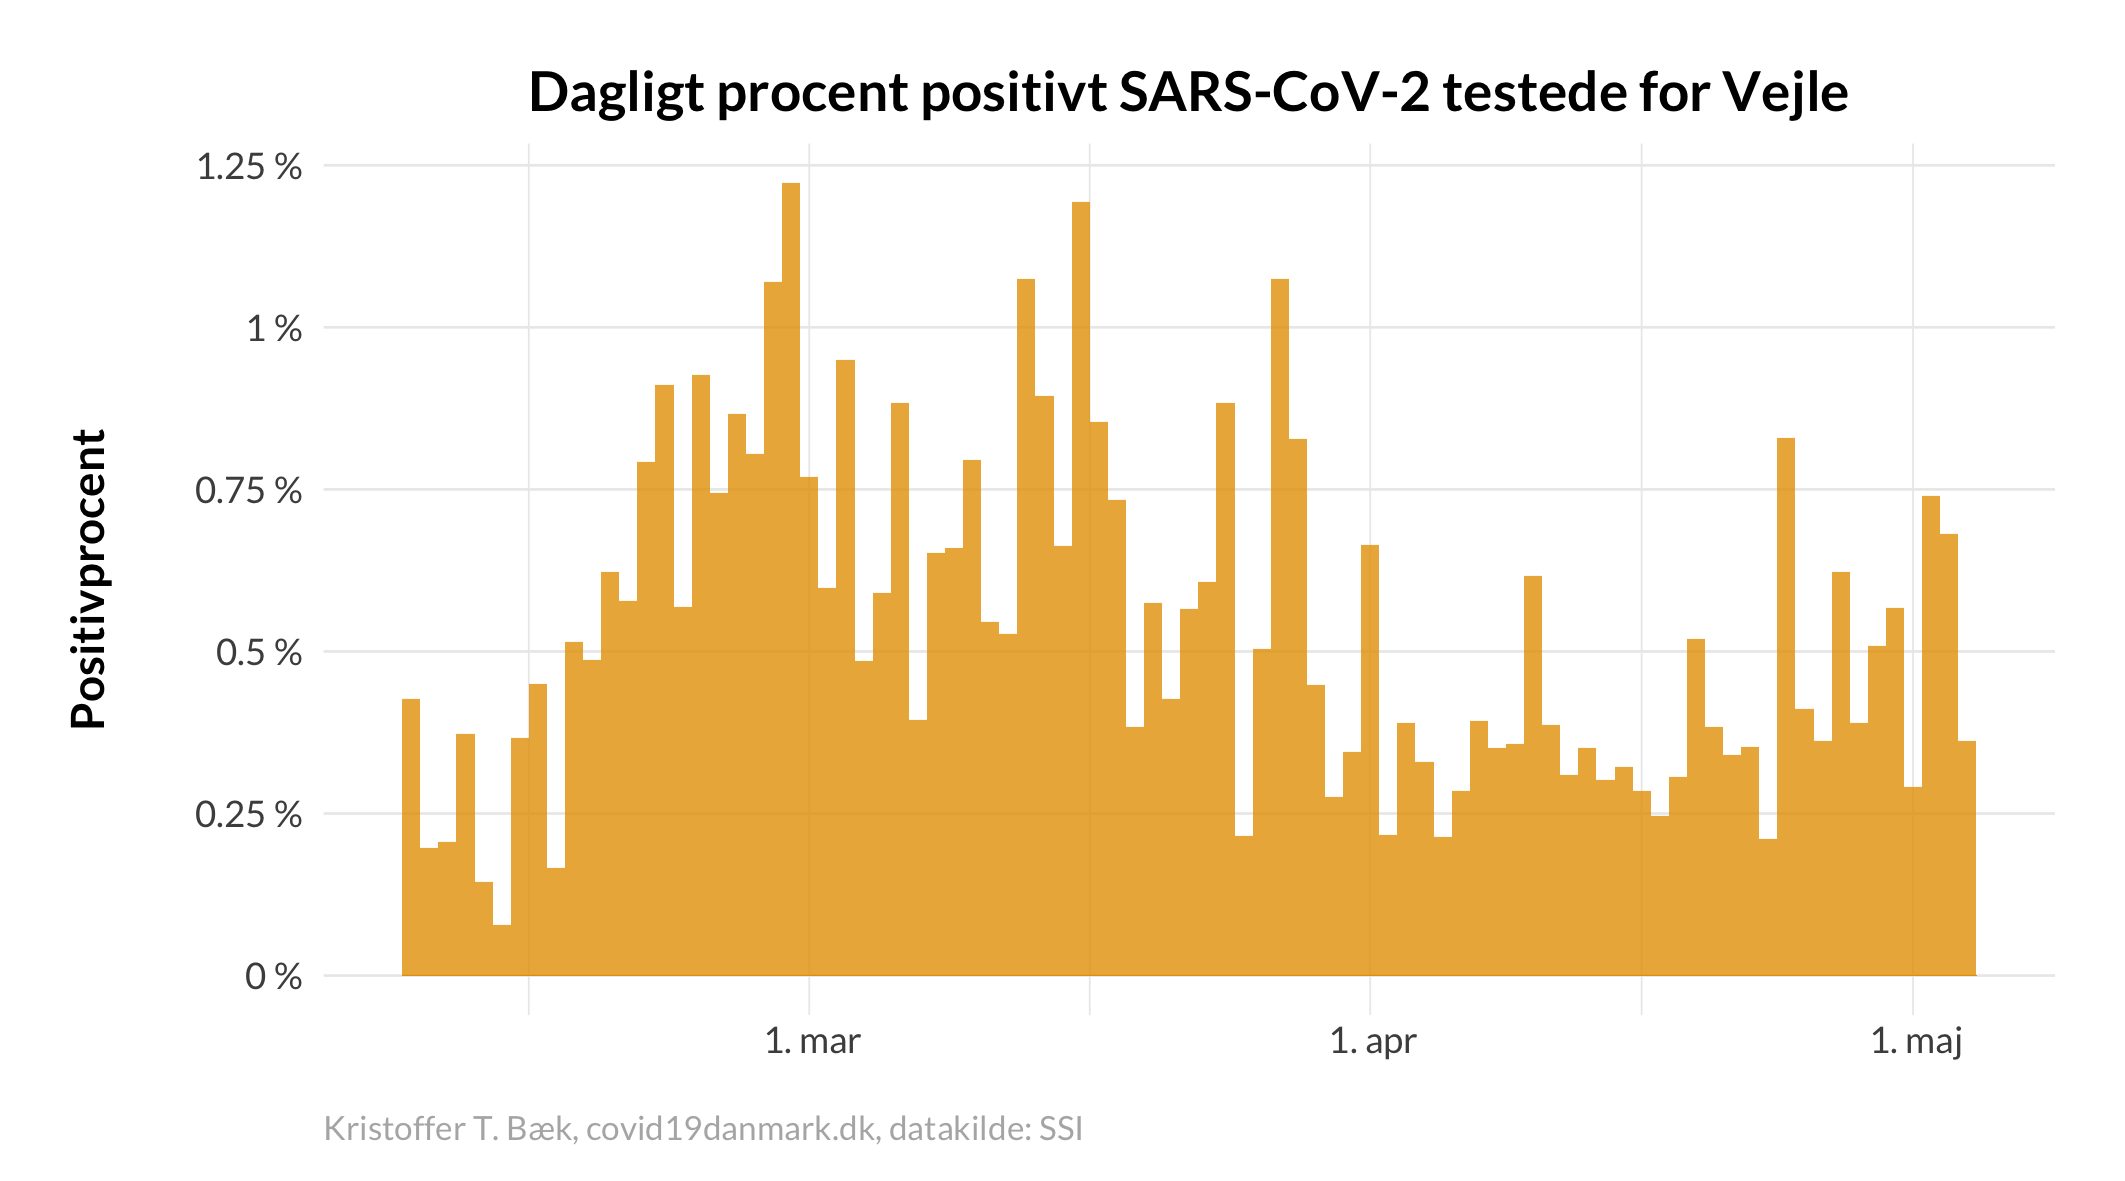 Dagligt procent positivt SARS-CoV-2 testede for Vejle
Positivprocent
1.25 %
1 %
0.75 %
0.5 %
0.25 %
0 %
1. mar
1. apr
1. maj
Kristoffer T. Bæk, covid19danmark.dk, datakilde: SSI